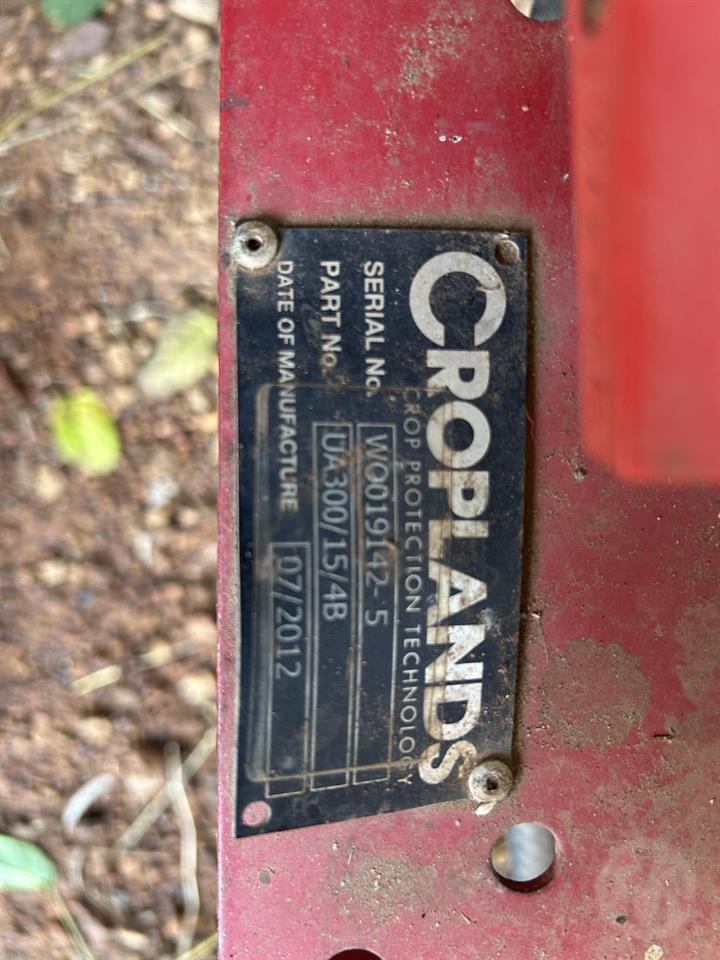 CROPLANDS
CROP PROTECTION TECHNOLOGY
SERIAL No. WO019142-5
PART No. UA300/15/4B
DATE OF MANUFACTURE 07/2012